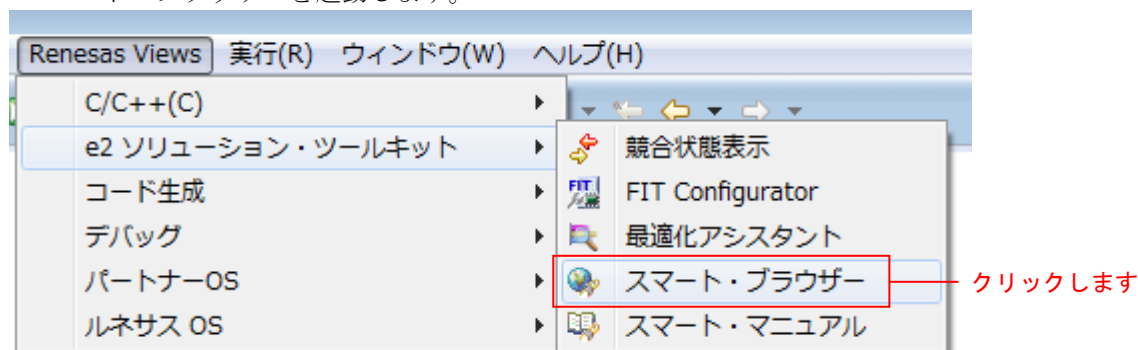 Renesas Views 実行(R) ウィンドウ(W) ヘルプ(H)
C/C++(C)
e2 ソリューション・ツールキット
コード生成
デバッグ
パートナーOS
ルネサス OS
競合状態表示
FIT Configurator
最適化アシスタント
スマート・ブラウザー
スマート・マニュアル
クリックします